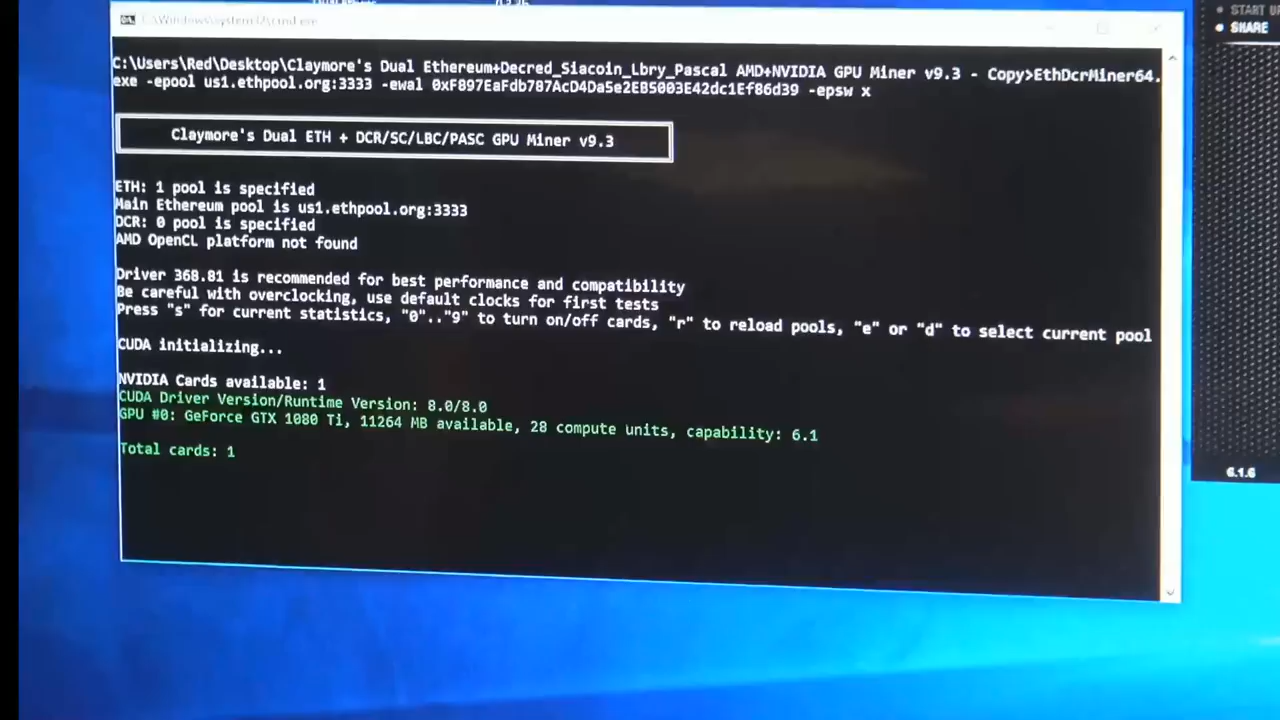 C:\Windows\system32\cmd.exe
START UP
SHARE
C:\Users\Red\Desktop\Claymore's Dual Ethereum+Decred_Siacoin_Lbry_Pascal AMD+NVIDIA GPU Miner v9.3 - Copy>EthDcrMiner64.
exe -epool us1.ethpool.org:3333 -ewal 0xF897EaFdb787AcD4Da5e2EB5003E42dc1Ef86d39 -epsw x
Claymore's Dual ETH + DCR/SC/LBC/PASC GPU Miner v9.3
ETH: 1 pool is specified
Main Ethereum pool is us1.ethpool.org:3333
DCR: 0 pool is specified
AMD OpenCL platform not found
Driver 368.81 is recommended for best performance and compatibility
Be careful with overclocking, use default clocks for first tests
Press "s" for current statistics, "0".."9" to turn on/off cards, "r" to reload pools, "e" or "d" to select current pool
CUDA initializing...
NVIDIA Cards available: 1
CUDA Driver Version/Runtime Version: 8.0/8.0
GPU #0: GeForce GTX 1080 Ti, 11264 MB available, 28 compute units, capability: 6.1
Total cards: 1
6.1.6